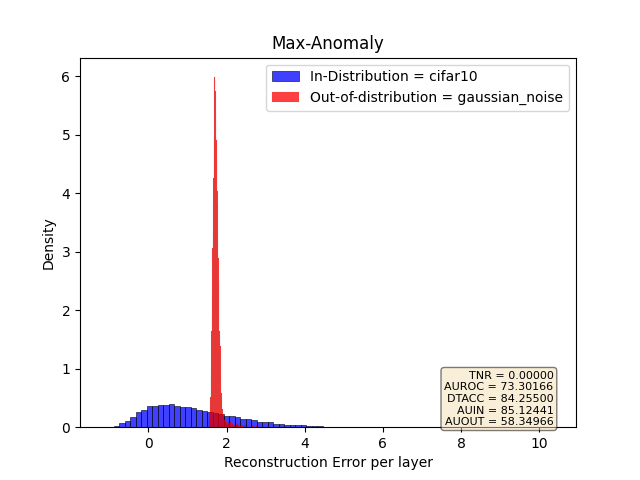 Max-Anomaly
In-Distribution = cifar10
Out-of-distribution = gaussian_noise
6
5
4
3
2
1
0
Density
TNR = 0.00000
AUROC = 73.30166
DTACC = 84.25500
AUIN = 85.12441
AUOUT = 58.34966
0 2 4 6 8 10
Reconstruction Error per layer